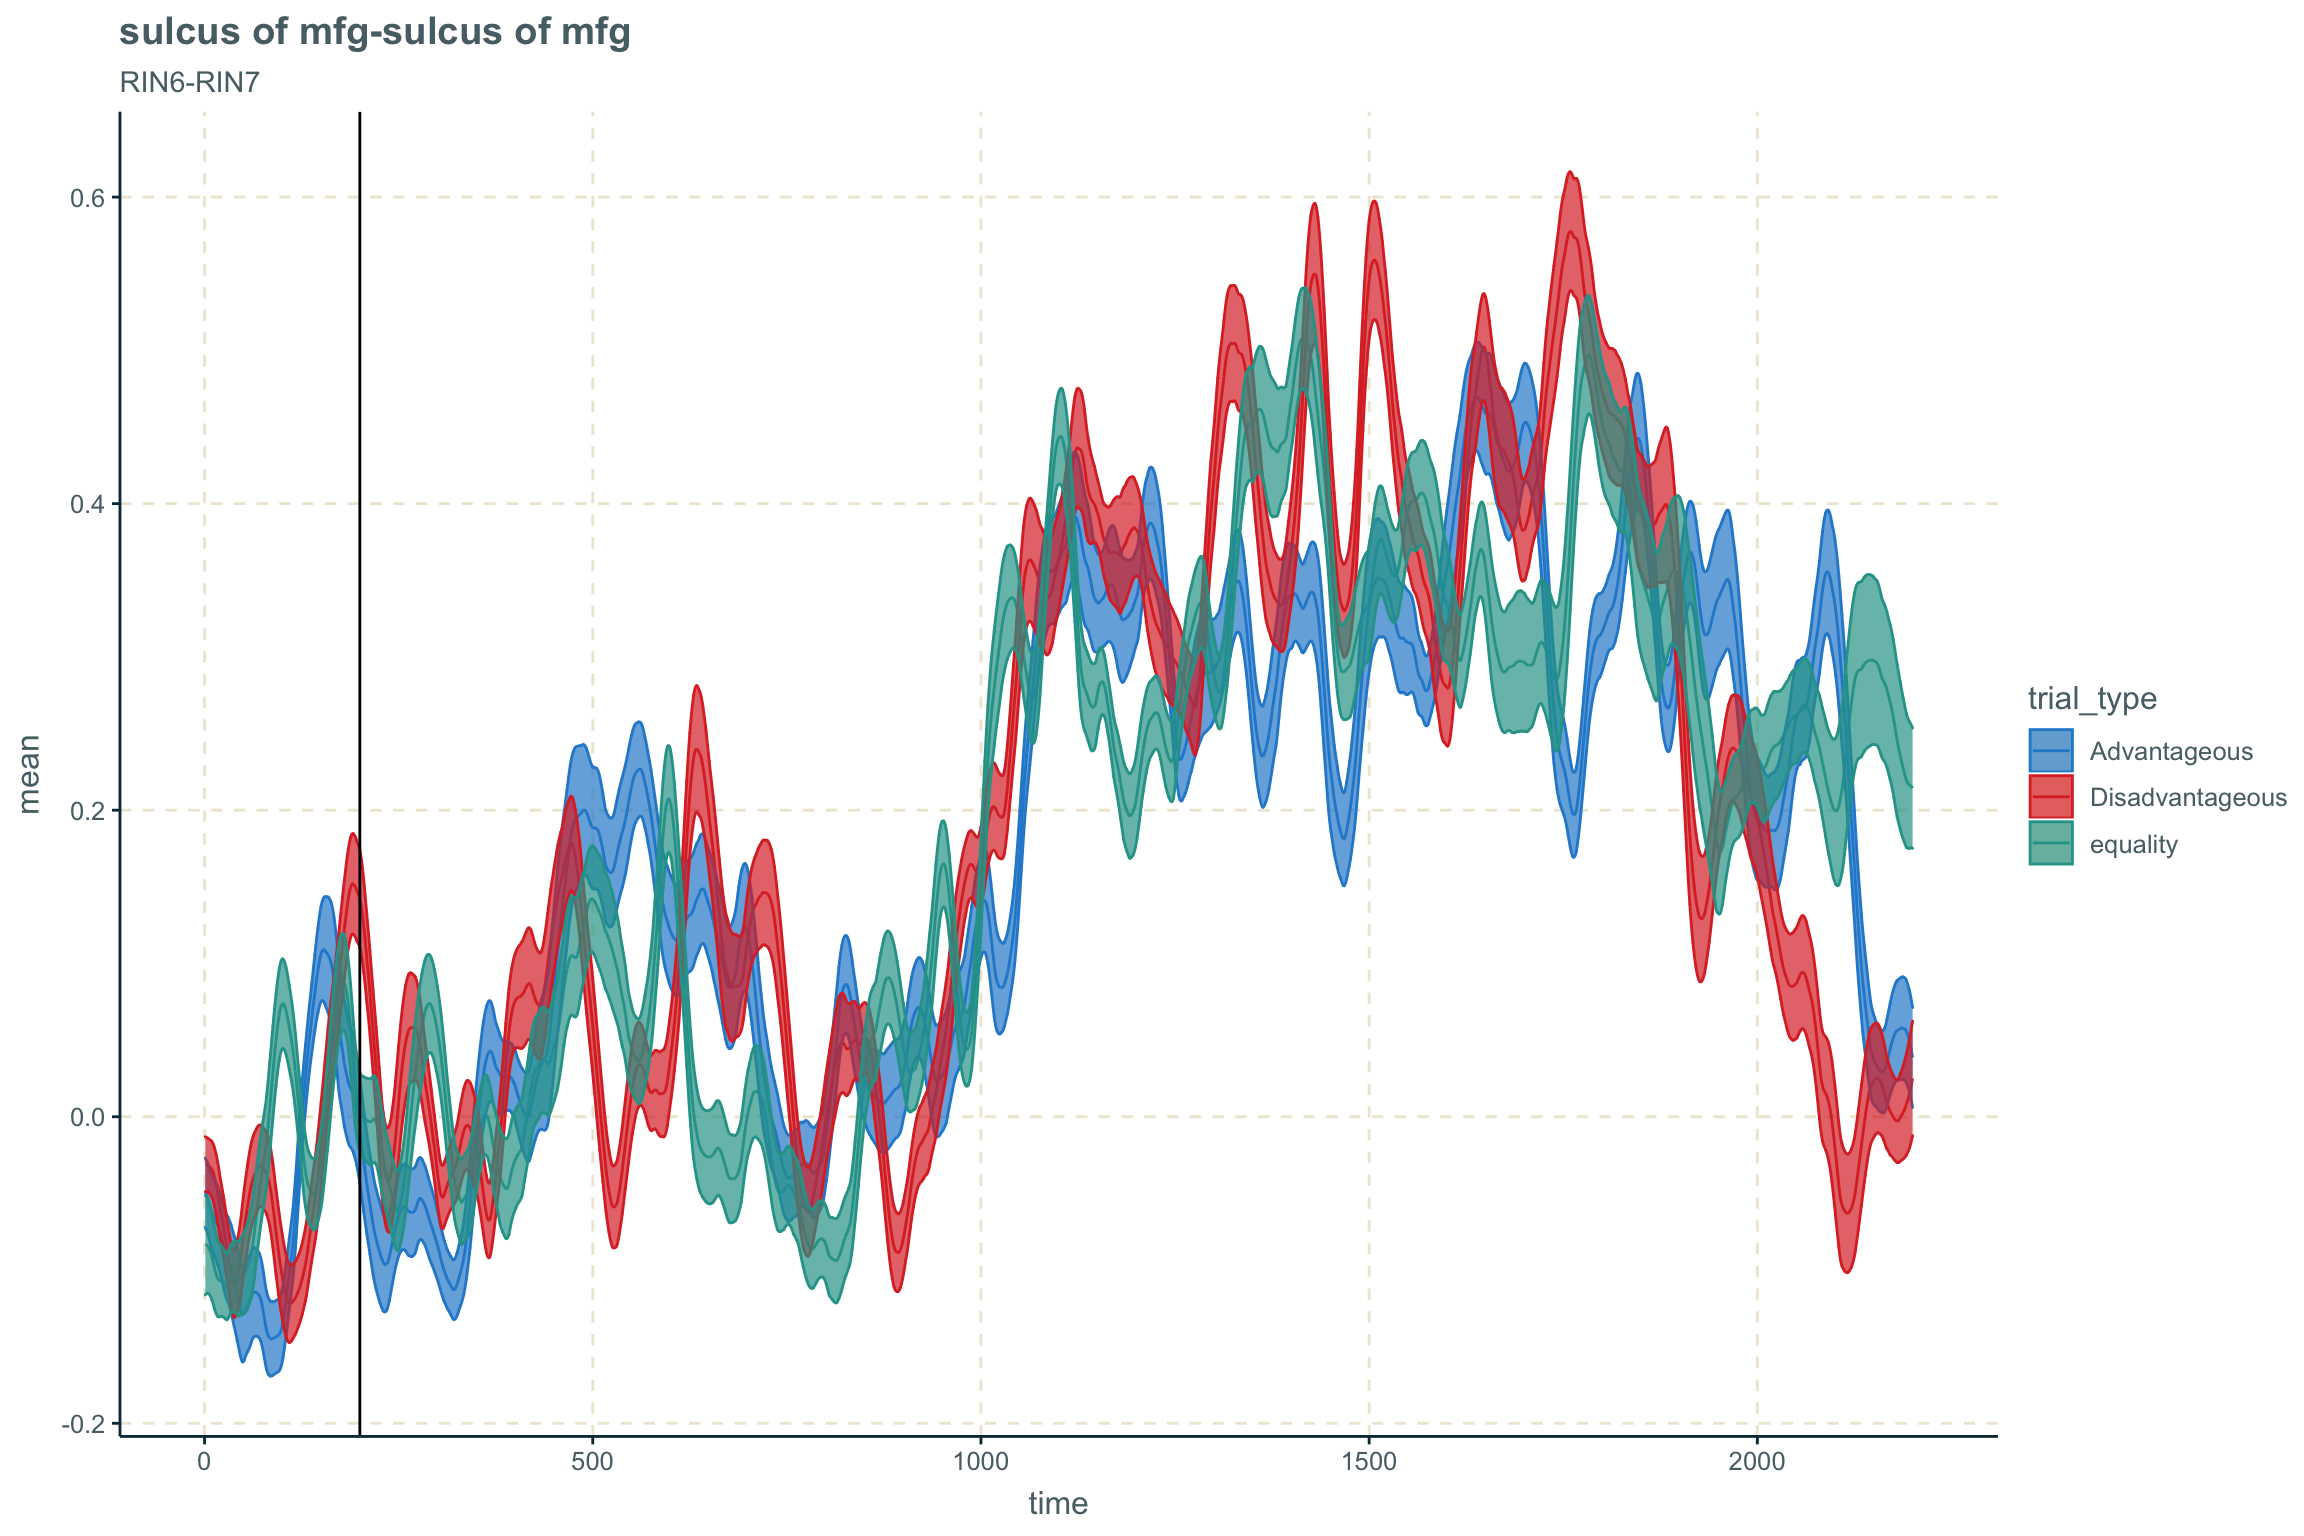 sulcus of mfg-sulcus of mfg
RIN6-RIN7
mean
0.6
0.4
0.2
0.0
-0.2
0 500 1000 1500 2000
time
trial_type
Advantageous
Disadvantageous
equality